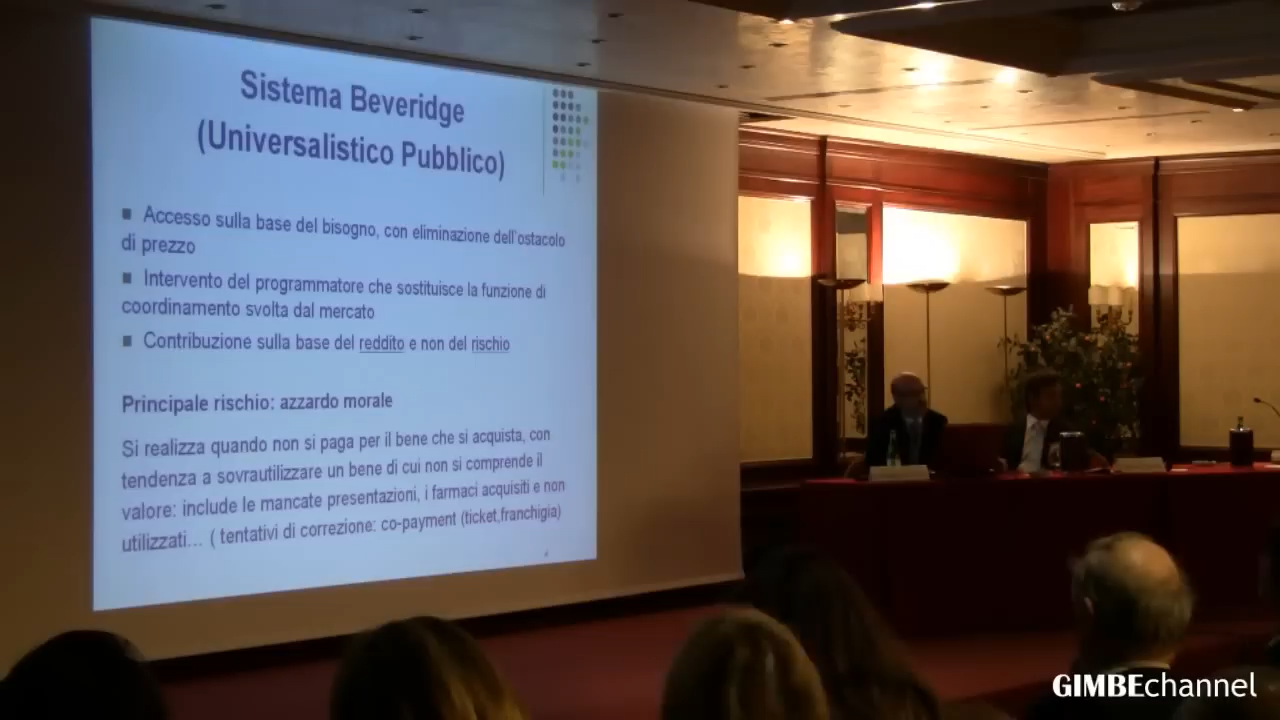 Sistema Beveridge
(Universalistico Pubblico)
Accesso sulla base del bisogno, con eliminazione dell'ostacolo
di prezzo
Intervento del programmatore che sostituisce la funzione di
coordinamento svolta dal mercato
Contribuzione sulla base del reddito e non del rischio
Principale rischio: azzardo morale
Si realizza quando non si paga per il bene che si acquista, con
tendenza a sovrautilizzare un bene di cui non si comprende il
valore: include le mancate presentazioni, i farmaci acquisiti e non
utilizzati... ( tentativi di correzione: co-payment (ticket,franchigia)
GIMBEchannel